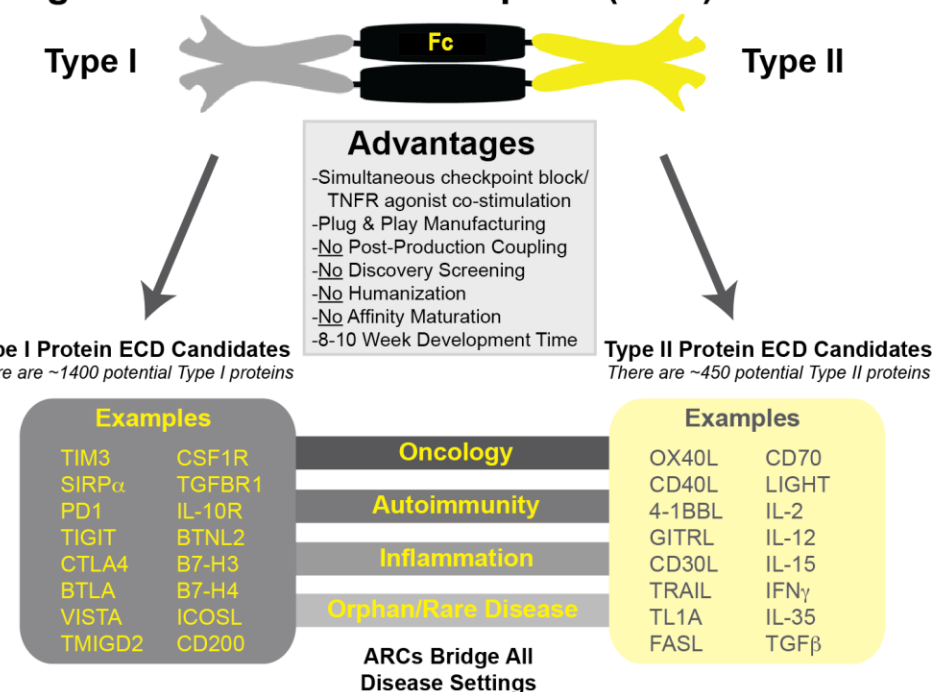 Type I
Fc
Type II
Advantages
-Simultaneous checkpoint block/
TNFR agonist co-stimulation
-Plug & Play Manufacturing
-No Post-Production Coupling
-No Discovery Screening
-No Humanization
-No Affinity Maturation
-8-10 Week Development Time
I Protein ECD Candidates
are ~1400 potential Type I proteins
Type II Protein ECD Candidates
There are ~450 potential Type II proteins
Examples
TIM3 CSF1R
SIRPα TGFBR1
PD1 IL-10R
TIGIT BTNL2
CTLA4 B7-H3
BTLA B7-H4
VISTA ICOSL
TMIGD2 CD200
Oncology
Autoimmunity
Inflammation
Orphan/Rare Disease
Examples
OX40L CD70
CD40L LIGHT
4-1BBL IL-2
GITRL IL-12
CD30L IL-15
TRAIL IFNγ
TL1A IL-35
FASL TGFβ
ARCs Bridge All
Disease Settings